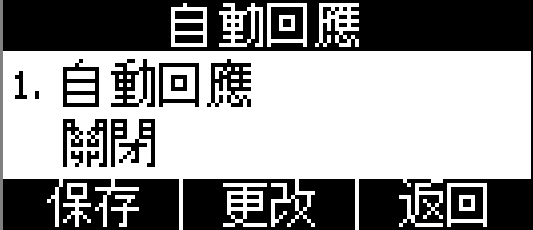 自動回應
1. 自動回應
關閉
保存 更改 返回